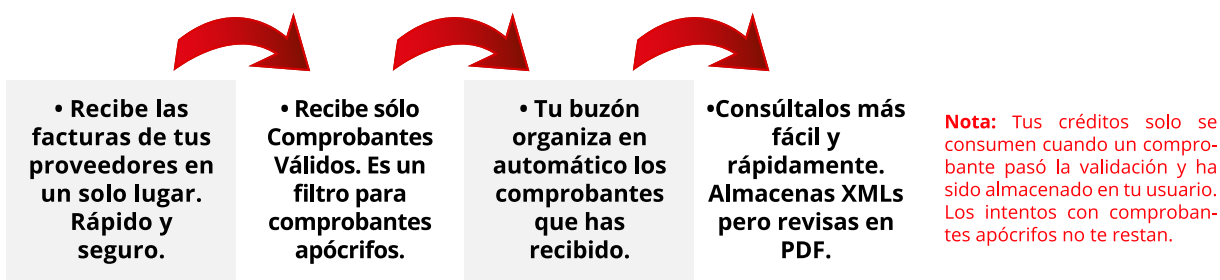 • Recibe las
facturas de tus
proveedores en
un solo lugar.
Rápido y
seguro.
• Recibe sólo
Comprobantes
Válidos. Es un
filtro para
comprobantes
apócrifos.
• Tu buzón
organiza en
automático los
comprobantes
que has
recibido.
•Consúltalos más
fácil y
rápidamente.
Almacenas XMLs
pero revisas en
PDF.
Nota: Tus créditos solo se
consumen cuando un compro-
bante pasó la validación y ha
sido almacenado en tu usuario.
Los intentos con comproban-
tes apócrifos no te restan.